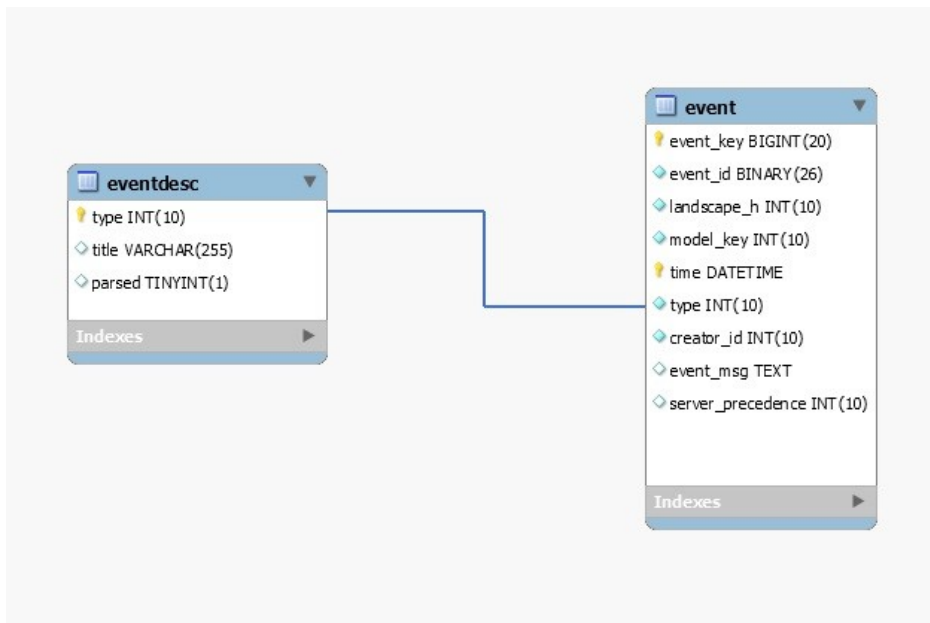 eventdesc
type INT(10)
title VARCHAR(255)
parsed TINYINT(1)
Indexes
event
event_key BIGINT(20)
event_id BINARY(26)
landscape_h INT(10)
model_key INT(10)
time DATETIME
type INT(10)
creator_id INT(10)
event_msg TEXT
server_precedence INT(10)
Indexes